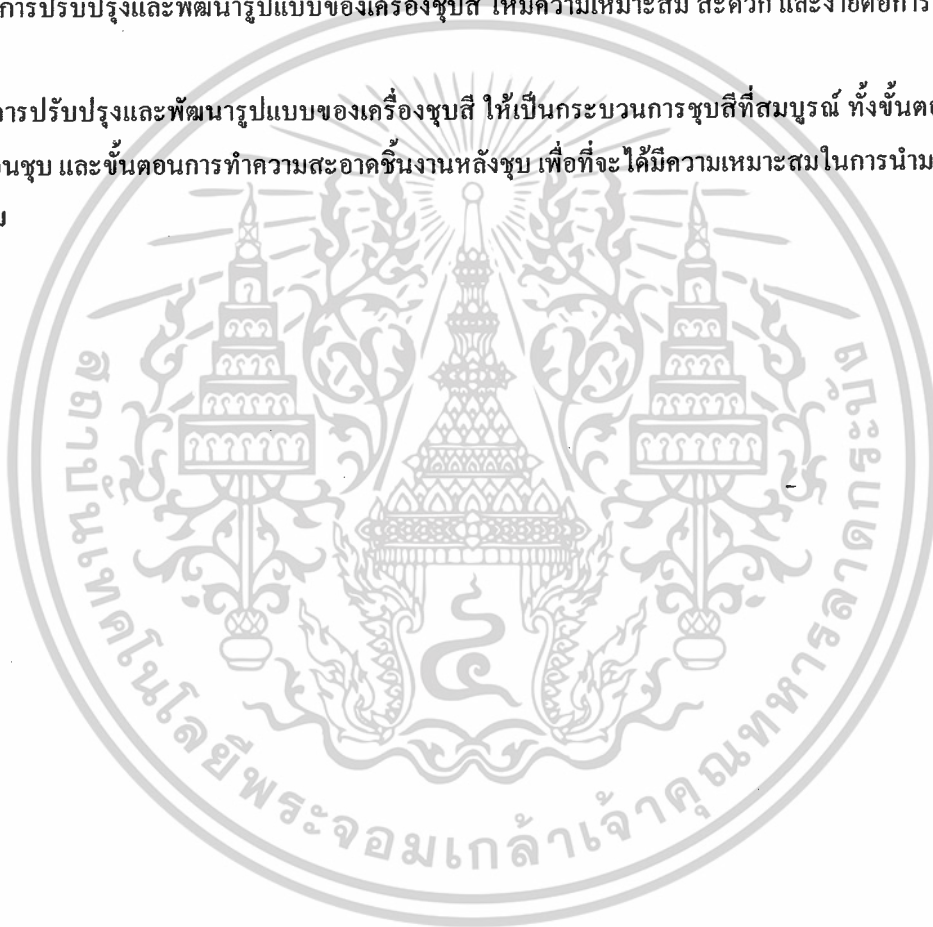 การปรับปรุงและพัฒนารูปแบบของเครื่องชุบสี ให้มีความเหมาะสม สะดวก และง่ายต่อการ
การปรับปรุงและพัฒนารูปแบบของเครื่องชุบสี ให้เป็นกระบวนการชุบสีที่สมบูรณ์ ทั้งขั้นตอ
นชุบ และขั้นตอนการทำความสะอาดชิ้นงานหลังชุบ เพื่อที่จะได้มีความเหมาะสมในการนำม
สถาบันเทคโนโลยีพระจอมเกล้าเจ้าคุณทหารลาดกระบัง